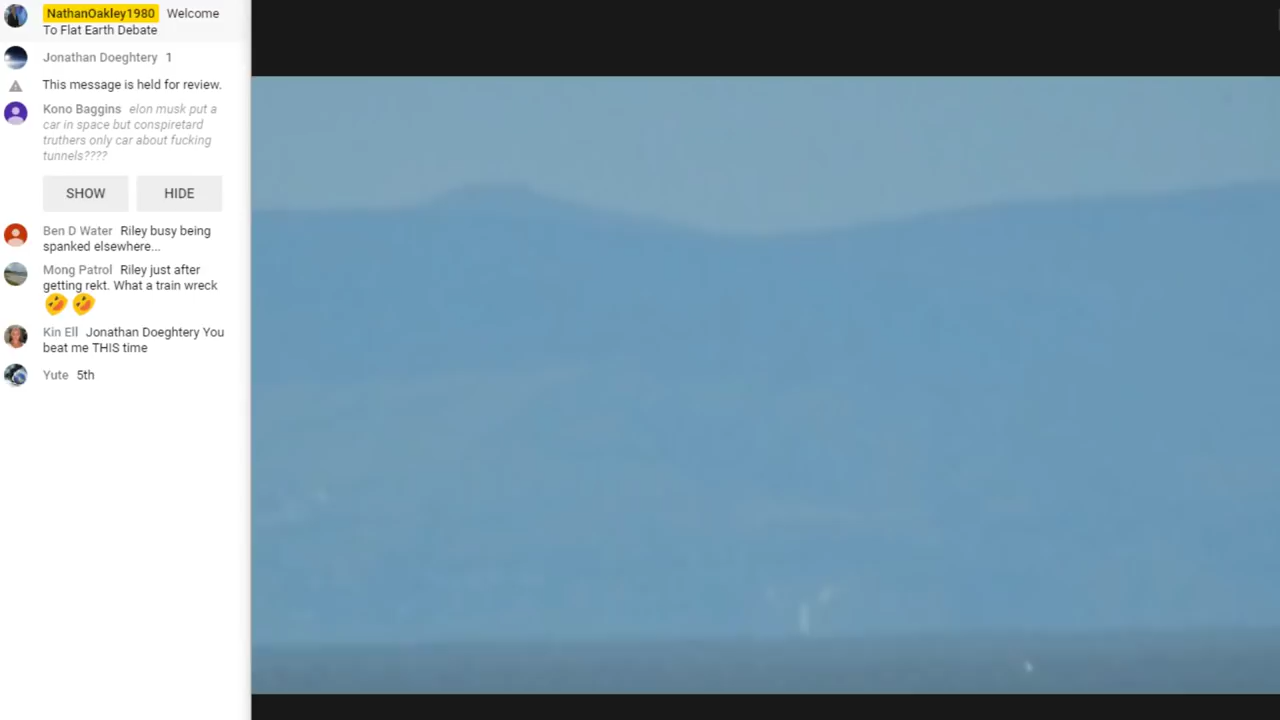 NathanOakley1980 Welcome
To Flat Earth Debate
Jonathan Doeghtery 1
This message is held for review.
Kono Baggins elon musk put a
car in space but conspiretard
truthers only car about fucking
tunnels????
SHOW HIDE
Ben D Water Riley busy being
spanked elsewhere...
Mong Patrol Riley just after
getting rekt. What a train wreck
🤣 🤣
Kin Ell Jonathan Doeghtery You
beat me THIS time
Yute 5th